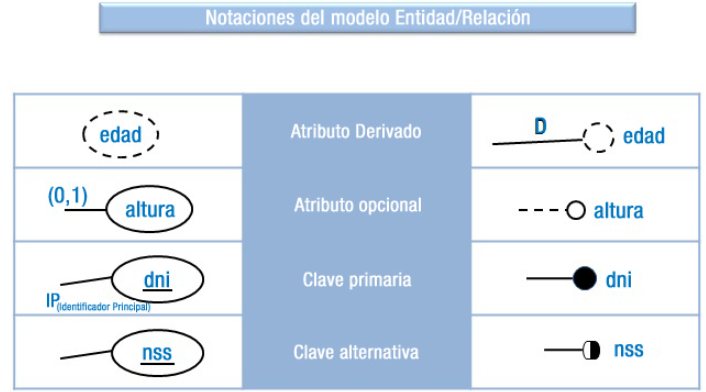 Notaciones del modelo Entidad/Relación
edad
Atributo Derivado
D
edad
(0,1)
altura
Atributo opcional
altura
dni
IP(Identificador Principal)
Clave primaria
dni
nss
Clave alternativa
nss